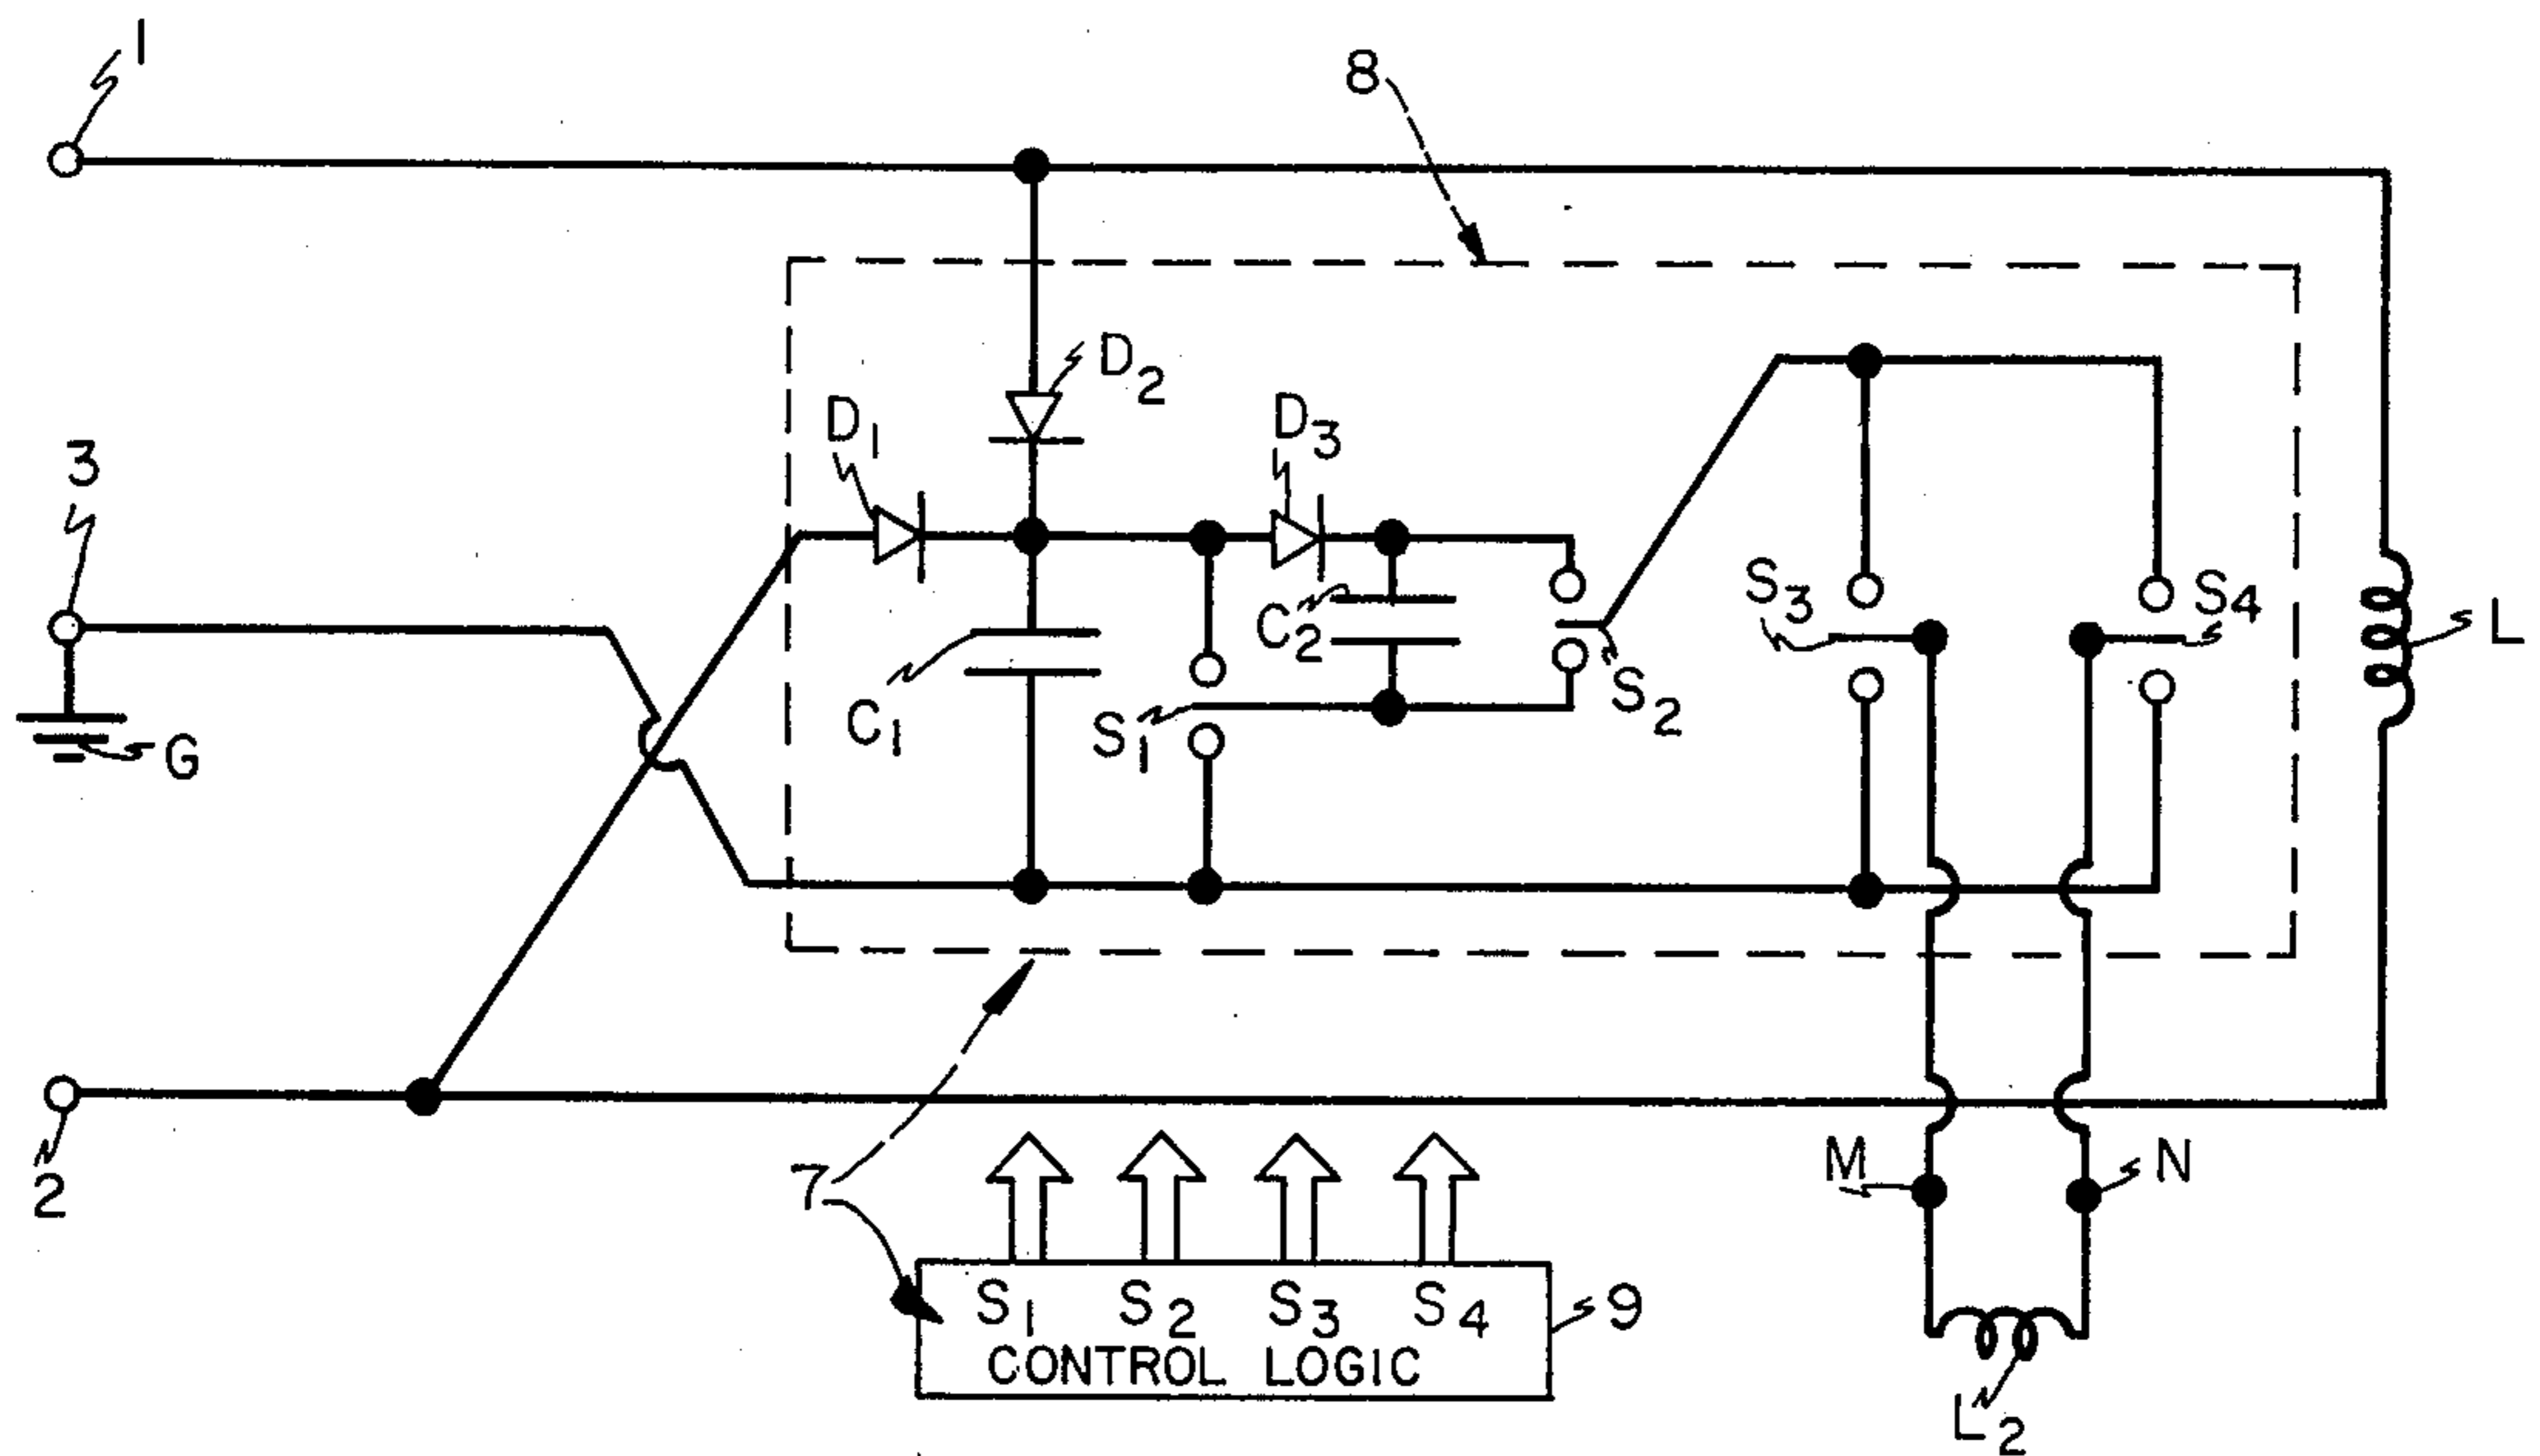 1
8
D2
D1
D3
3
S3
S4
C2
L
C1
S1
S2
G
M
N
7
2
S1 S2 S3 S4
9
CONTROL LOGIC
L2